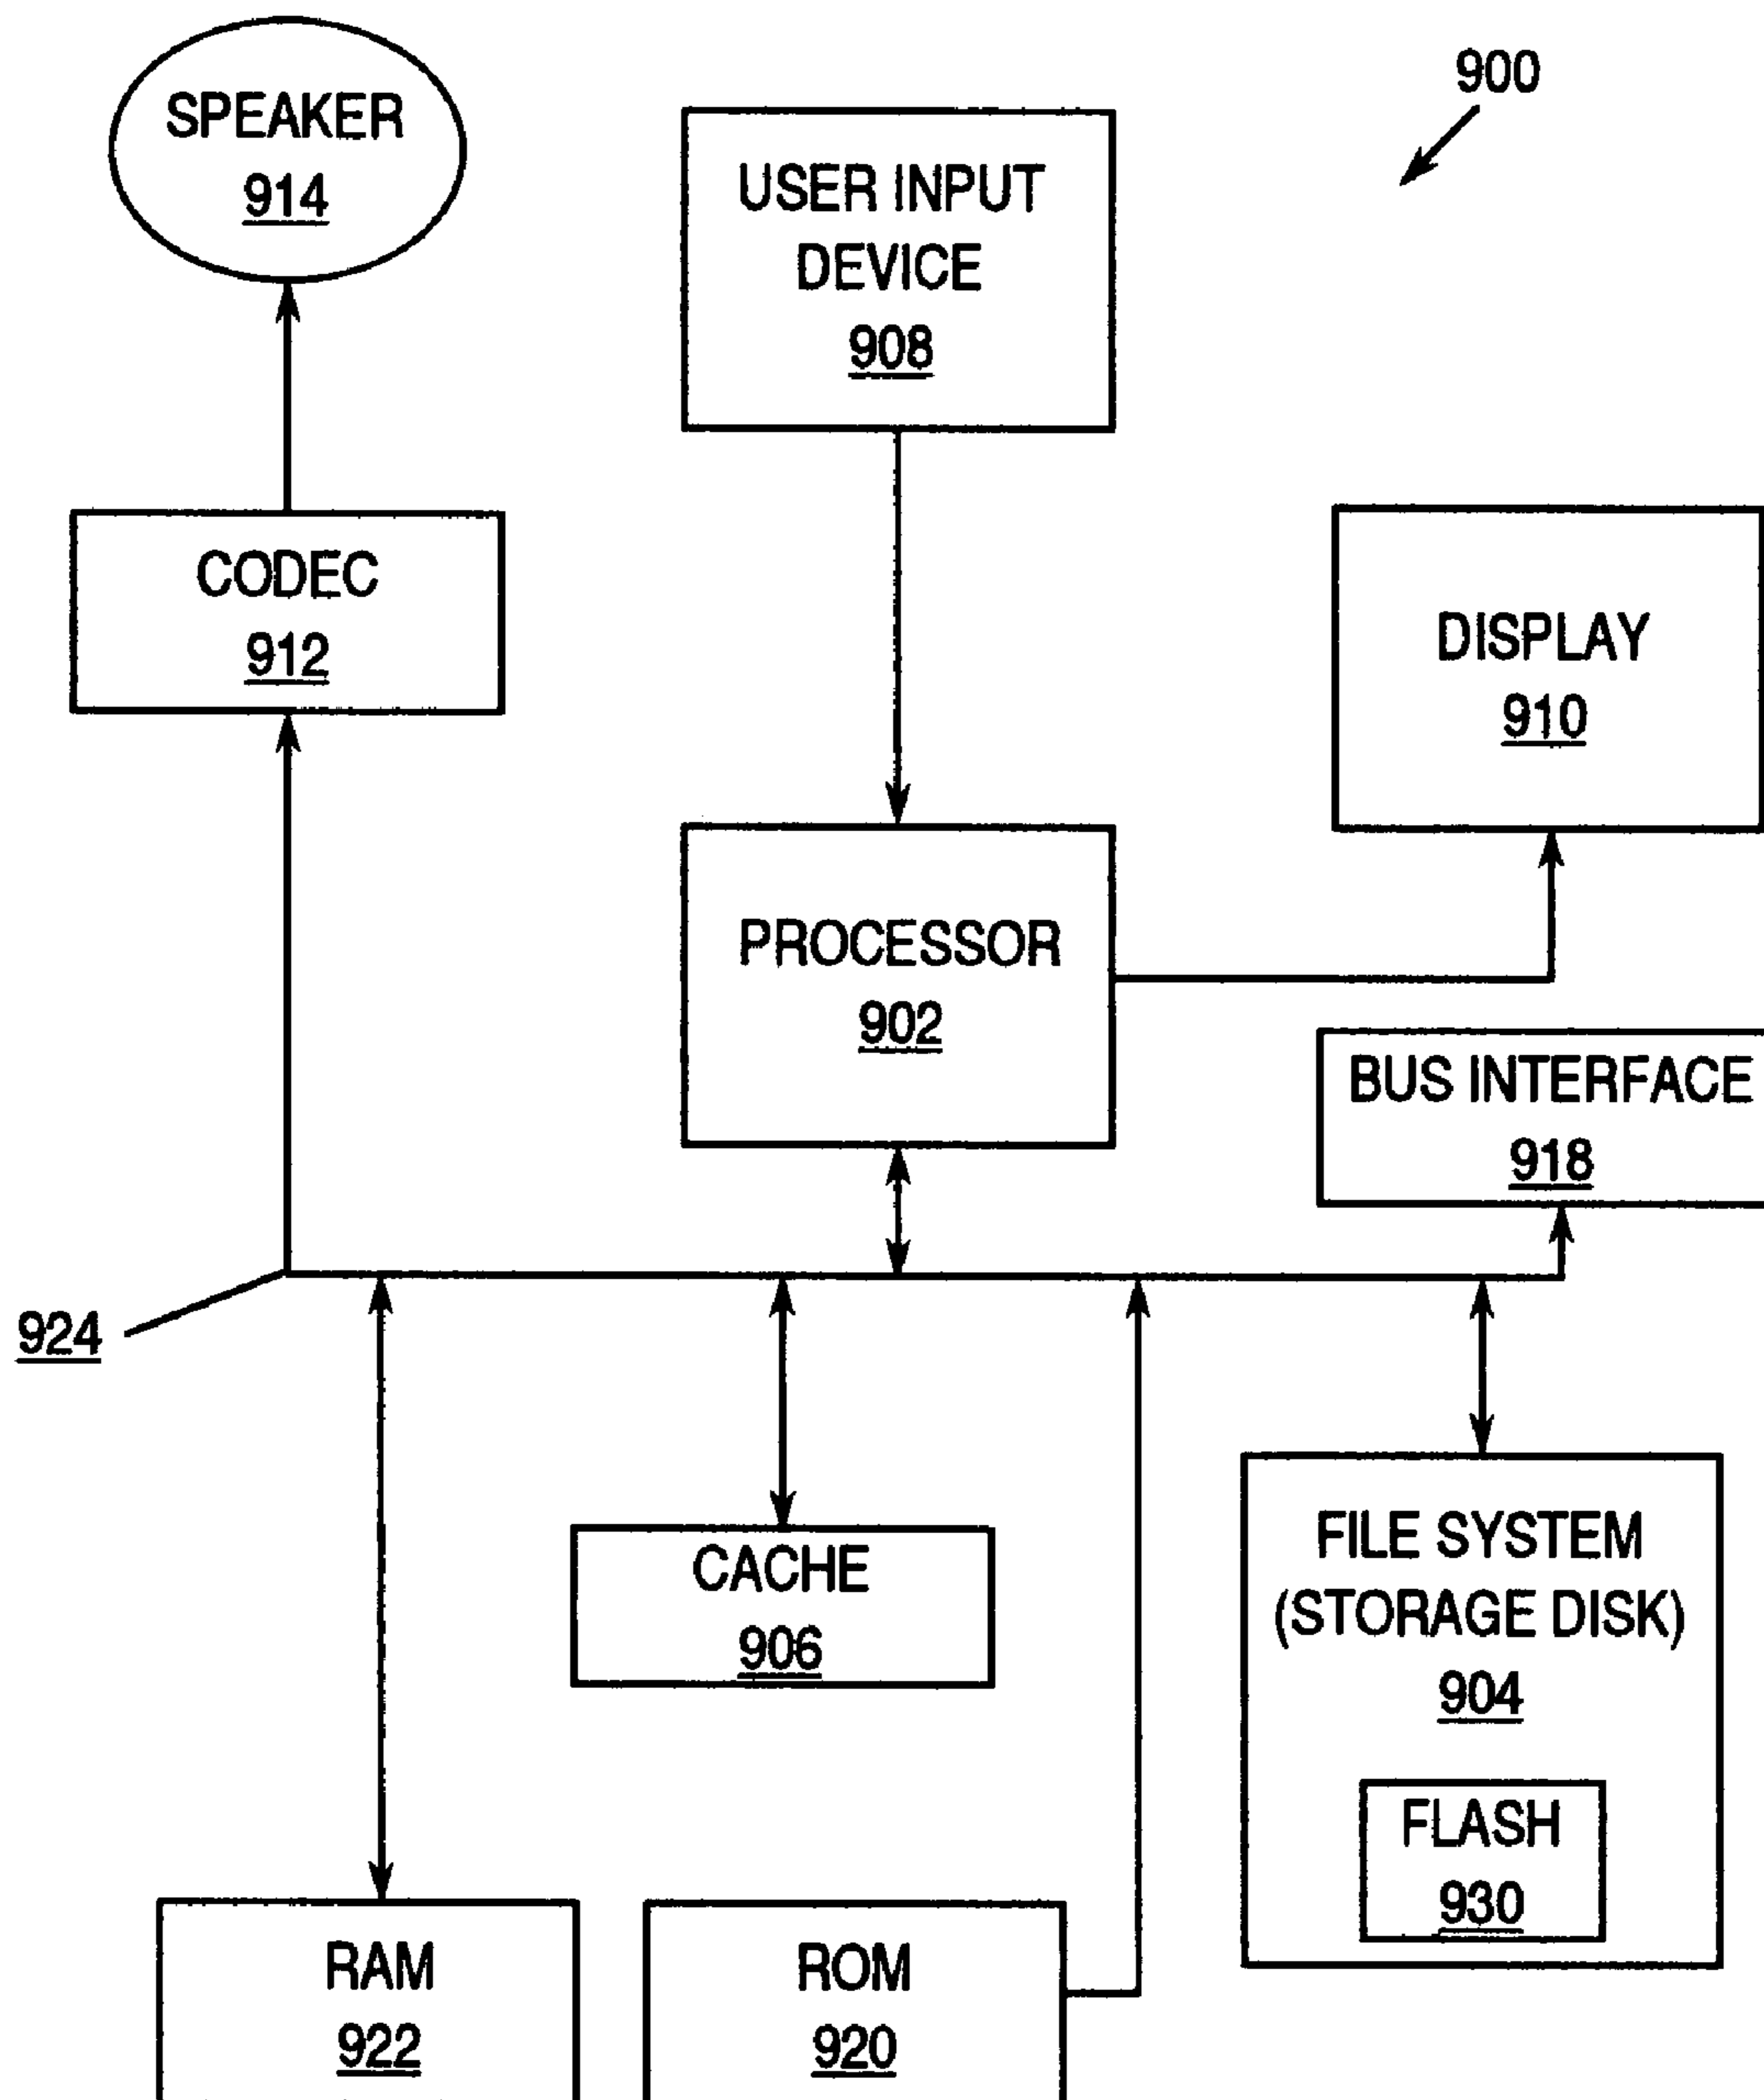 900
SPEAKER
914
USER INPUT
DEVICE
908
CODEC
912
DISPLAY
910
PROCESSOR
902
BUS INTERFACE
918
924
CACHE
906
FILE SYSTEM
(STORAGE DISK)
904
FLASH
930
RAM
922
ROM
920